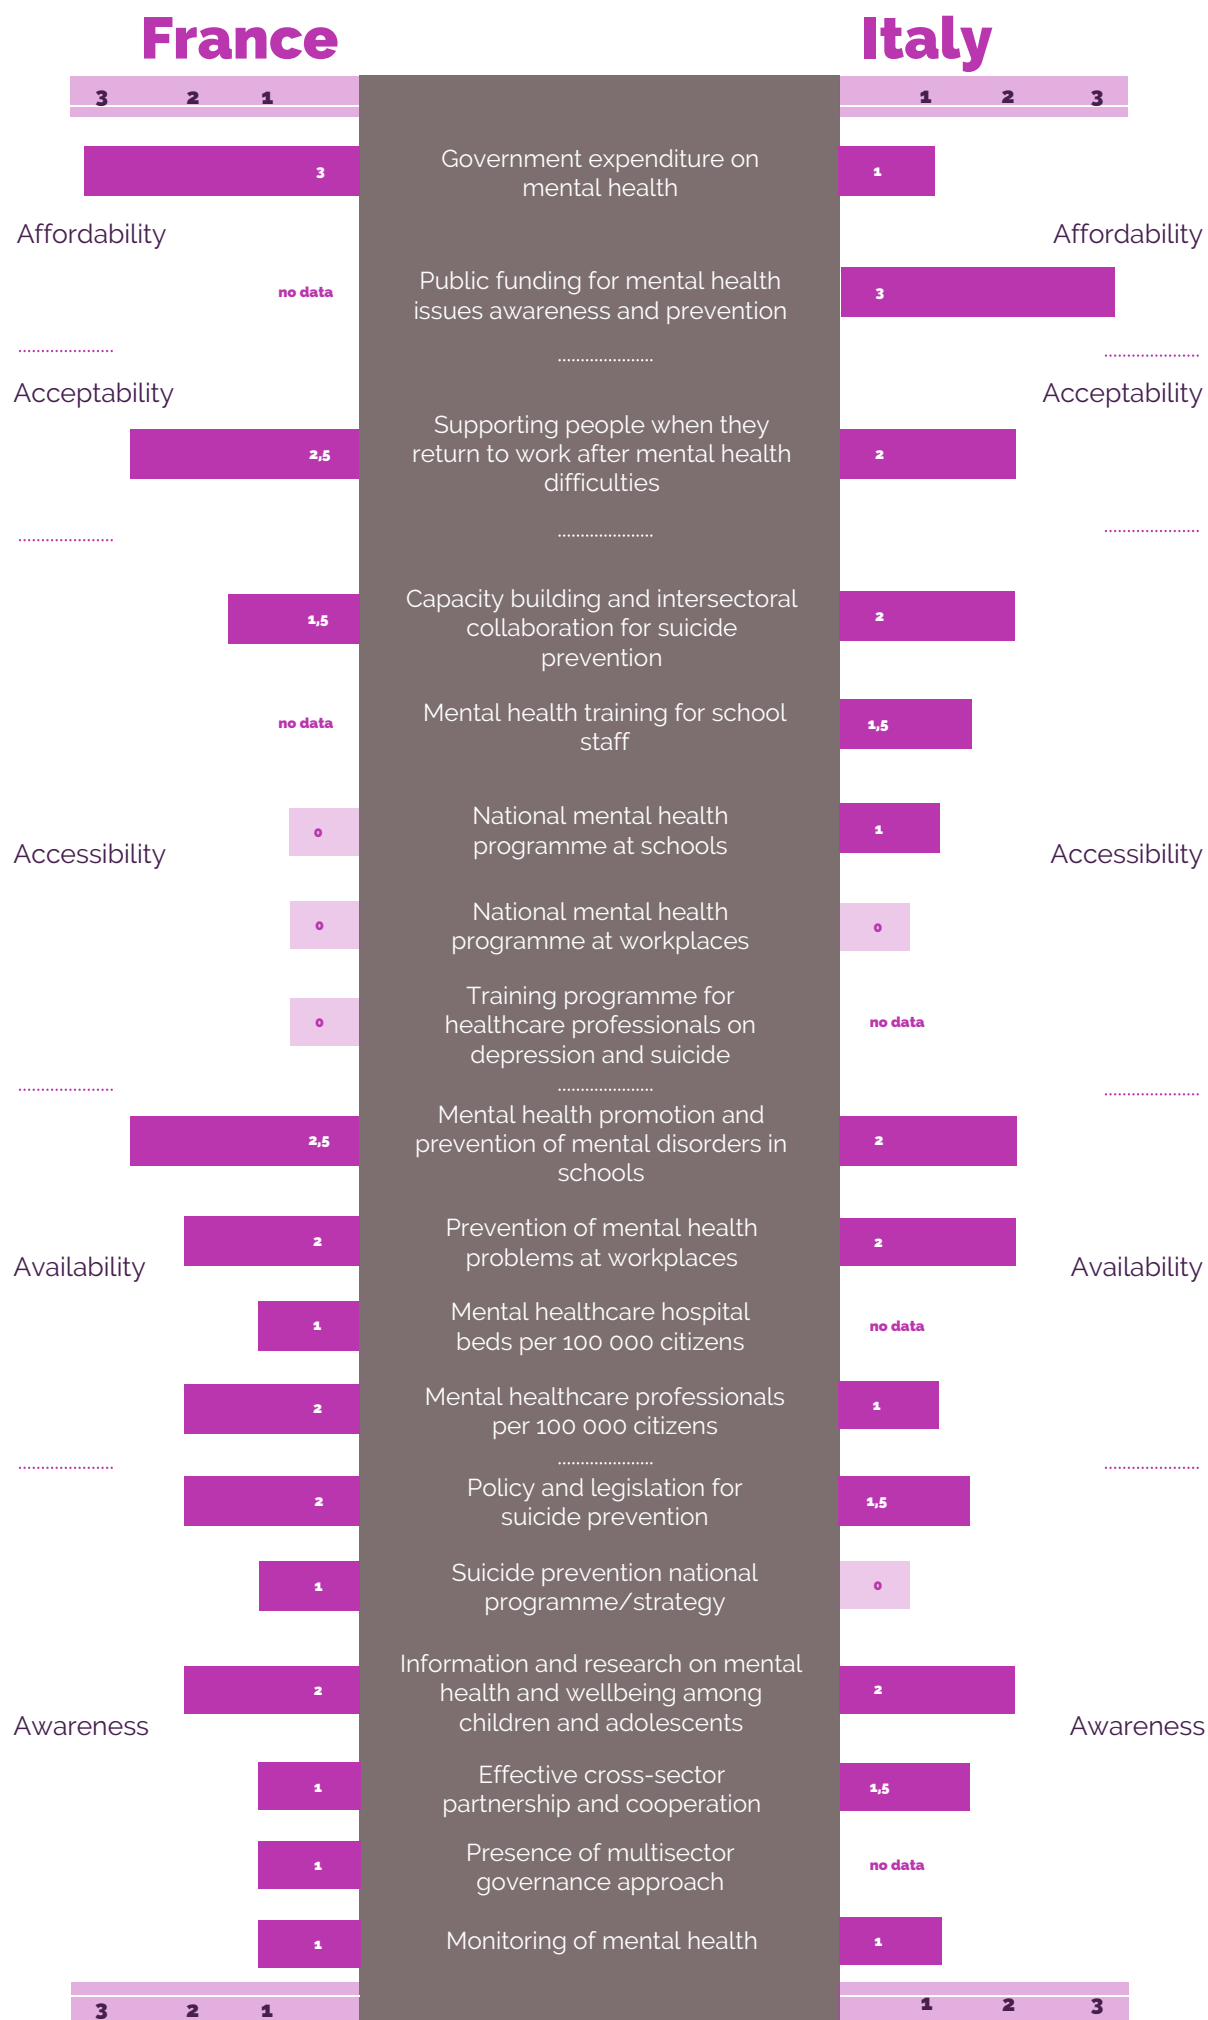 France
Italy
3 2 1
1 2 3
3
Government expenditure on
mental health
1
Affordability
Affordability
no data
Public funding for mental health
issues awareness and prevention
3
Acceptability
Acceptability
2,5
Supporting people when they
return to work after mental health
difficulties
2
1,5
Capacity building and intersectoral
collaboration for suicide
prevention
2
no data
Mental health training for school
staff
1,5
0
National mental health
programme at schools
1
Accessibility
Accessibility
0
National mental health
programme at workplaces
0
0
Training programme for
healthcare professionals on
depression and suicide
no data
2,5
Mental health promotion and
prevention of mental disorders in
schools
2
2
Prevention of mental health
problems at workplaces
2
Availability
Availability
1
Mental healthcare hospital
beds per 100 000 citizens
no data
2
Mental healthcare professionals
per 100 000 citizens
1
2
Policy and legislation for
suicide prevention
1,5
1
Suicide prevention national
programme/strategy
0
2
Information and research on mental
health and wellbeing among
children and adolescents
2
Awareness
Awareness
1
Effective cross-sector
partnership and cooperation
1,5
1
Presence of multisector
governance approach
no data
1
Monitoring of mental health
1
3 2 1
1 2 3